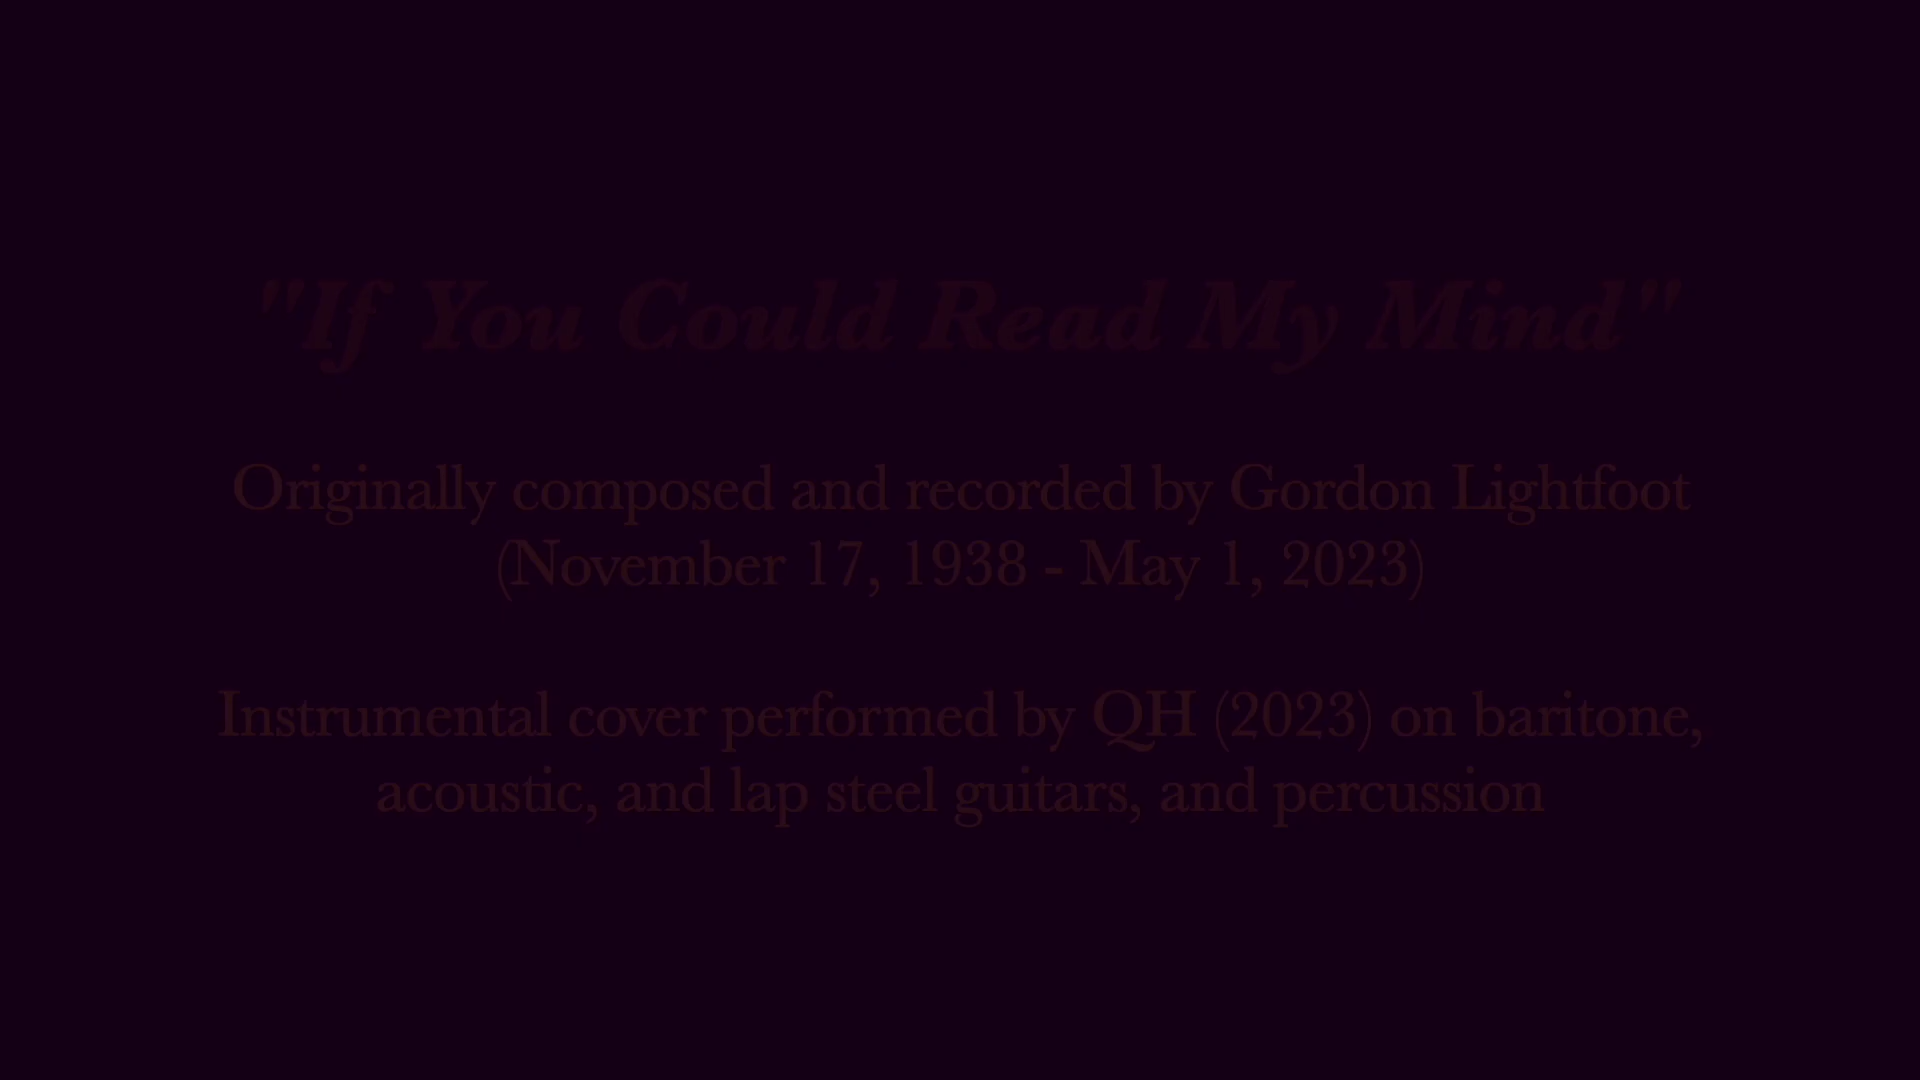 "If You Could Read My Mind"
Originally composed and recorded by Gordon Lightfoot
(November 17, 1938 - May 1, 2023)
Instrumental cover performed by QH (2023) on baritone,
acoustic, and lap steel guitars, and percussion